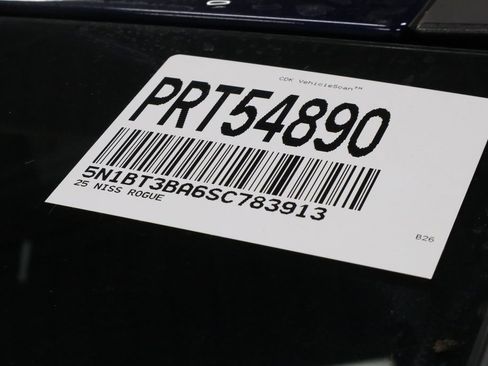 CDK VehicleScan™
PRT54890
5N1BT3BA6SC783913
25 NISS ROGUE
B26